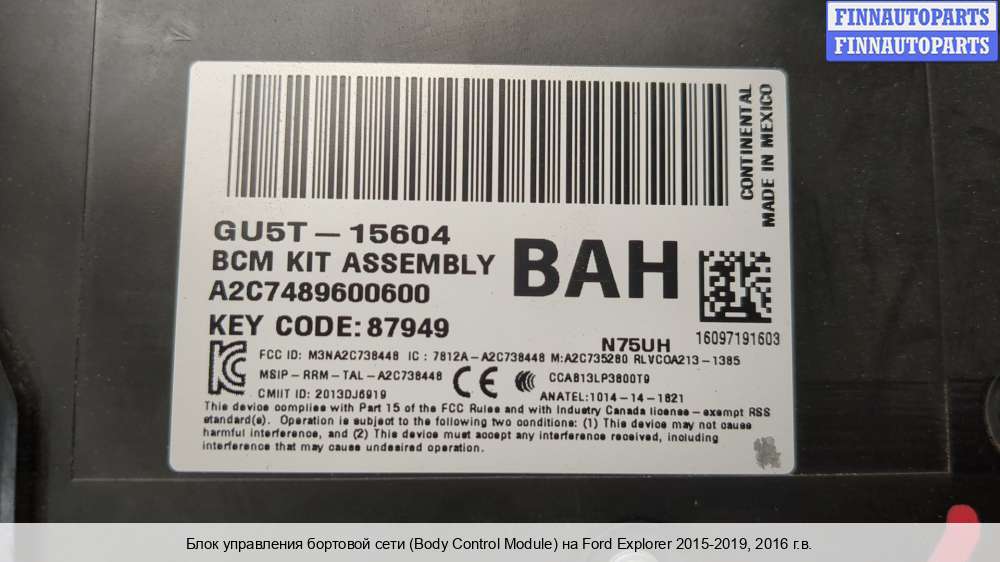 FINNAUTOPARTS
FINNAUTOPARTS
CONTINENTAL
MADE IN MEXICO
GU5T-15604
BAH
BCM KIT ASSEMBLY
A2C7489600600
KEY CODE:87949
N75UH
16097191603
FCC ID: M3NA2C738448 IC : 7812A-A2C738448 M:A2C735280 RLVCOA213-1385
MSIP-RRM-TAL-A2C738448
CE
CCAB13LP3800T9
CMIIT ID: 2013DJ6919
ANATEL:1014-14-1821
This device complies with Part 15 of the FCC Rules and with Industry Canada license-exempt RSS
standard(s). Operation is subject to the following two conditions: (1) This device may not cause
harmful interference, and (2) This device must accept any interference received, including
interference that may cause undesired operation.
Блок управления бортовой сети (Body Control Module) на Ford Explorer 2015-2019, 2016 г.в.